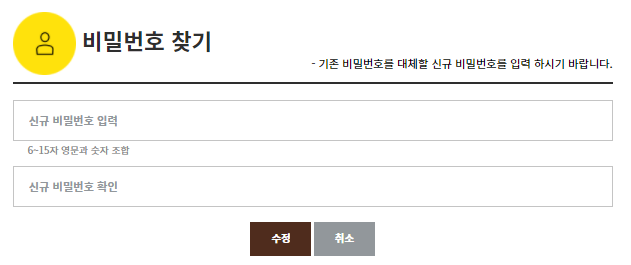 비밀번호 찾기
- 기존 비밀번호를 대체할 신규 비밀번호를 입력 하시기 바랍니다.
신규 비밀번호 입력
6~15자 영문과 숫자 조합
신규 비밀번호 확인
수정 취소